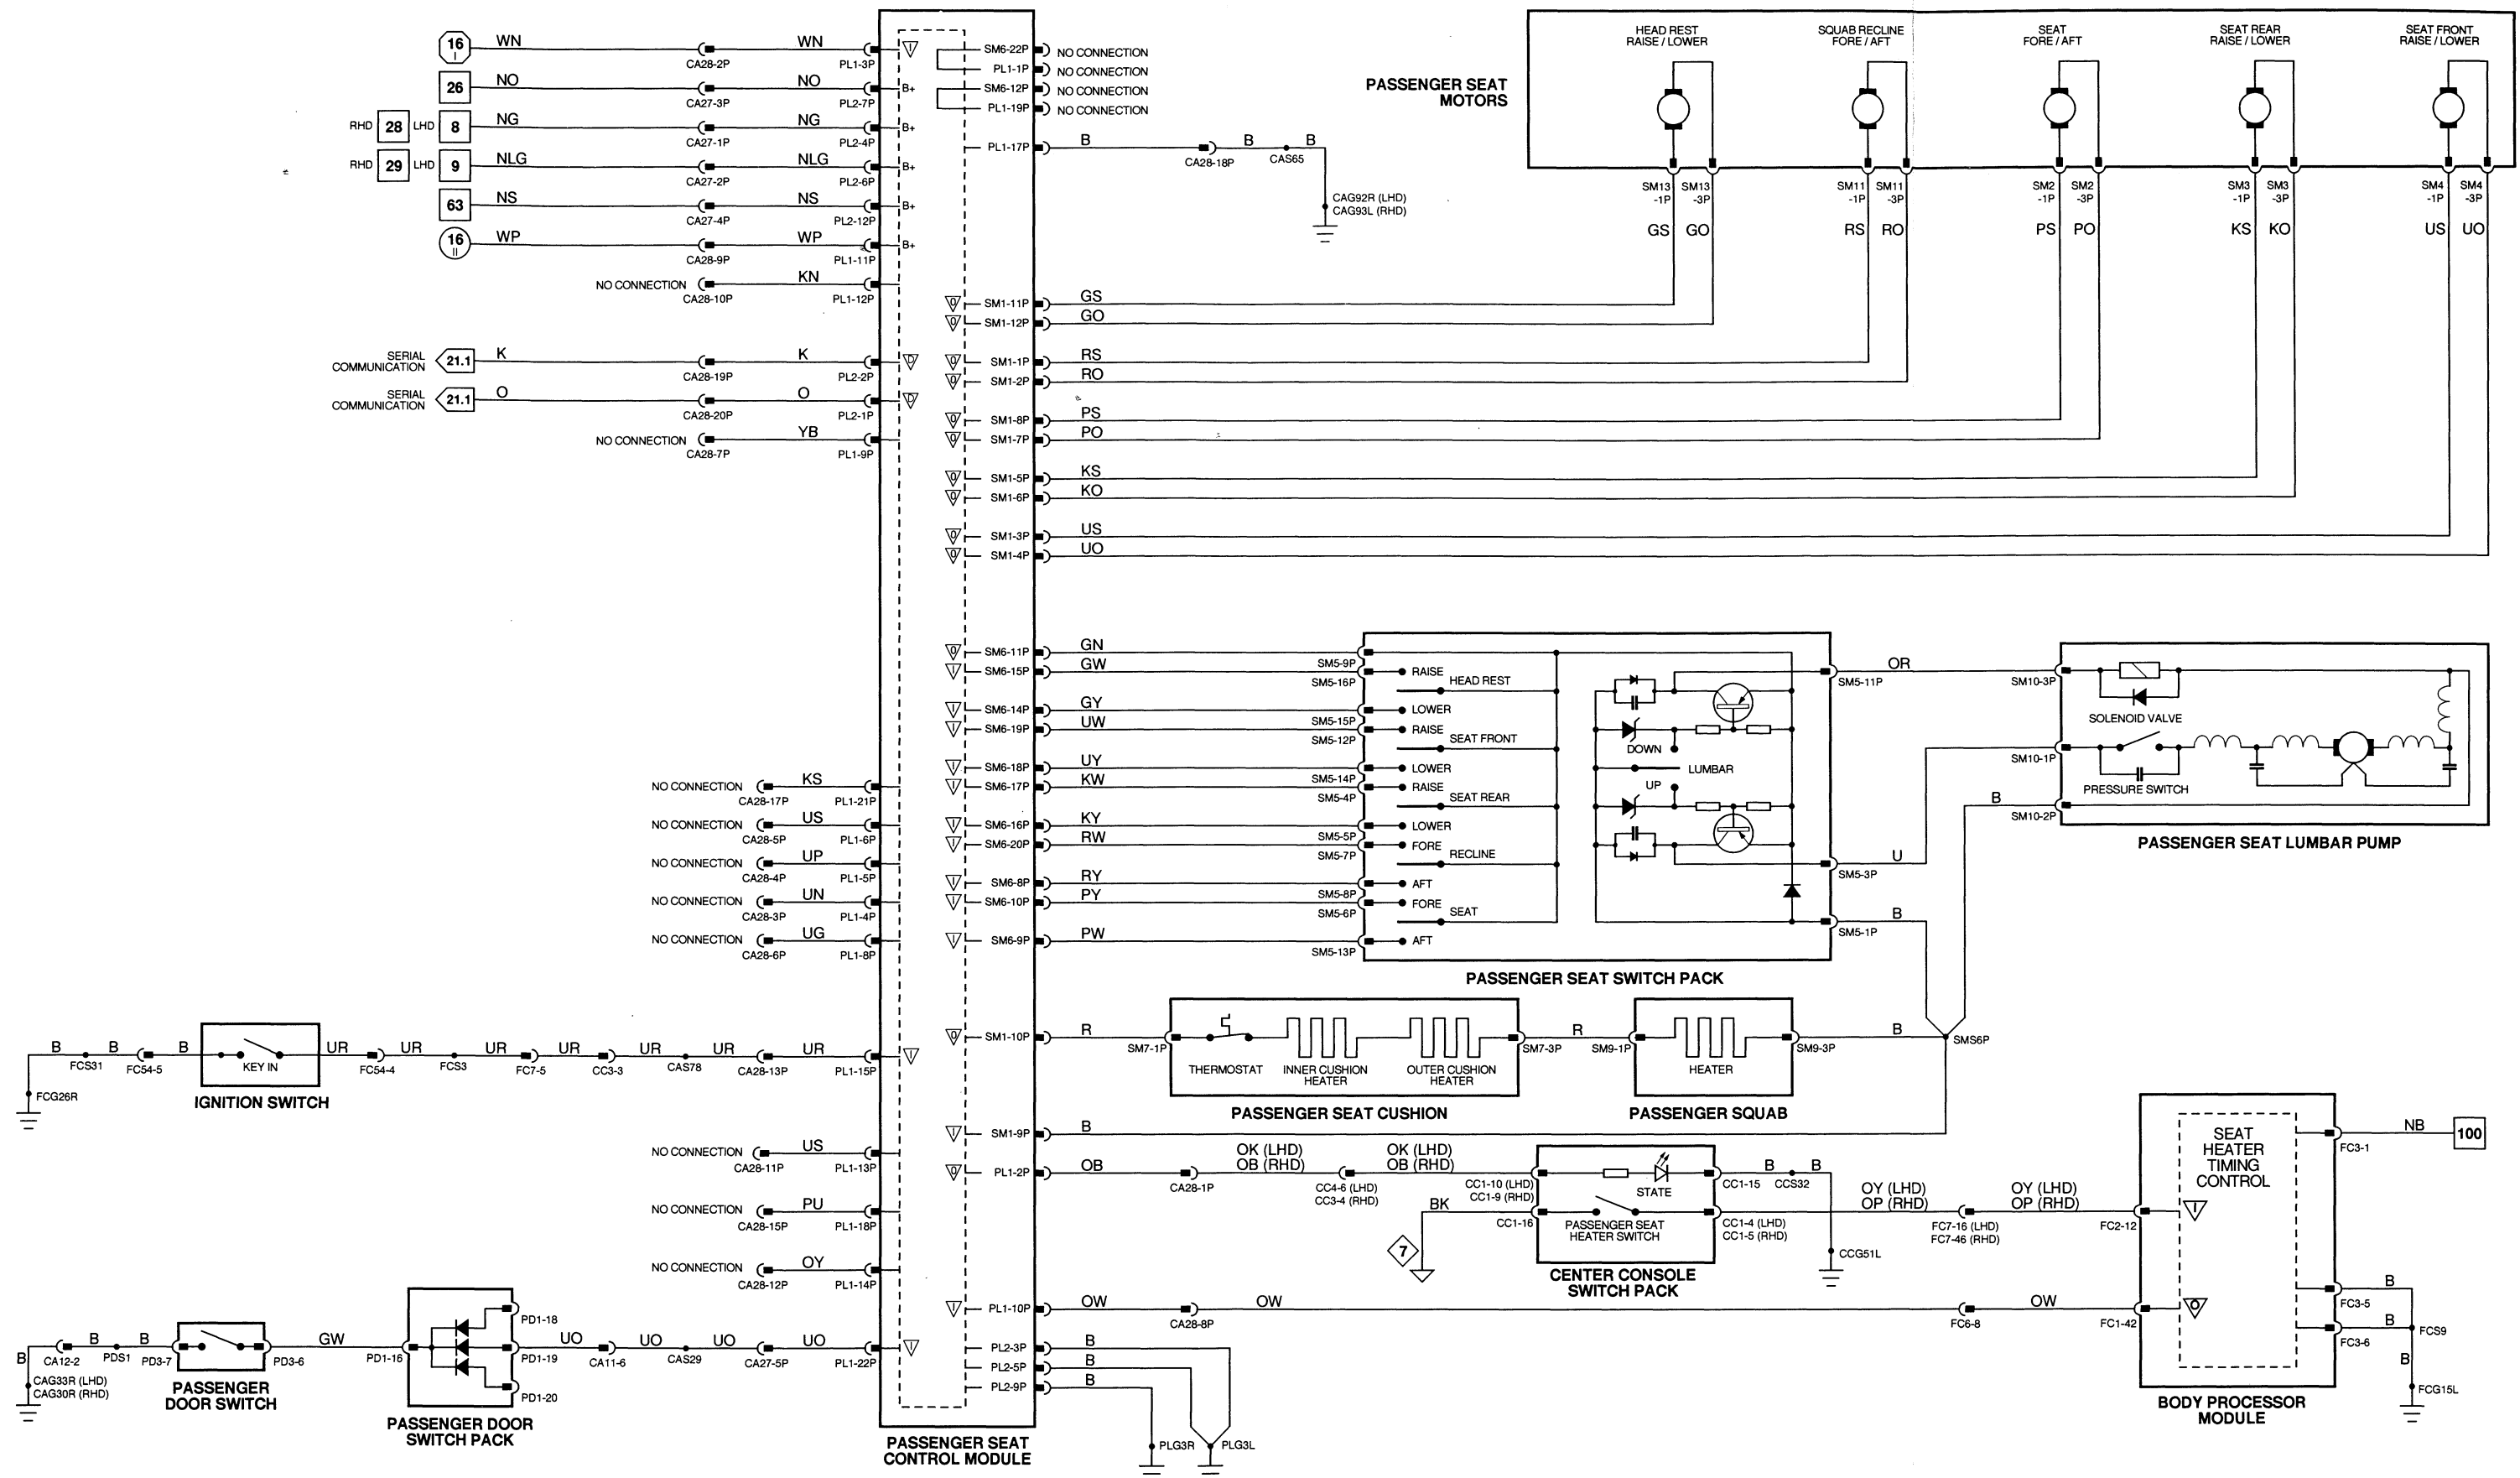 16
I
WN
CA28-2P
WN
PL1-3P
26
NO
CA27-3P
NO
PL2-7P
B+
RHD 28 LHD 8
NG
CA27-1P
NG
PL2-4P
B+
RHD 29 LHD 9
NLG
CA27-2P
NLG
PL2-6P
B+
63
NS
CA27-4P
NS
PL2-12P
B+
16
II
WP
CA28-9P
WP
PL1-11P
B+
NO CONNECTION
CA28-10P
KN
PL1-12P
SERIAL
COMMUNICATION
21.1
K
CA28-19P
K
PL2-2P
SERIAL
COMMUNICATION
21.1
O
CA28-20P
O
PL2-1P
NO CONNECTION
CA28-7P
YB
PL1-9P
NO CONNECTION
CA28-17P
KS
PL1-21P
NO CONNECTION
CA28-5P
US
PL1-6P
NO CONNECTION
CA28-4P
UP
PL1-5P
NO CONNECTION
CA28-3P
UN
PL1-4P
NO CONNECTION
CA28-6P
UG
PL1-8P
B
FCS31
B
FC54-5
B
FCG26R
KEY IN
IGNITION SWITCH
UR
FC54-4
UR
FCS3
UR
FC7-5
UR
CC3-3
UR
CAS78
UR
CA28-13P
UR
PL1-15P
NO CONNECTION
CA28-11P
US
PL1-13P
NO CONNECTION
CA28-15P
PU
PL1-18P
NO CONNECTION
CA28-12P
OY
PL1-14P
B
CA12-2
B
PDS1
B
PD3-7
CAG33R (LHD)
CAG30R (RHD)
PASSENGER
DOOR SWITCH
PD3-6
GW
PD1-16
PD1-18
PD1-19
PD1-20
PASSENGER DOOR
SWITCH PACK
UO
CA11-6
UO
CAS29
UO
CA27-5P
UO
PL1-22P
PASSENGER SEAT
CONTROL MODULE
SM6-22P NO CONNECTION
PL1-1P NO CONNECTION
SM6-12P NO CONNECTION
PL1-19P NO CONNECTION
PL1-17P B
CA28-18P
B
CAS65
B
CAG92R (LHD)
CAG93L (RHD)
PASSENGER SEAT
MOTORS
HEAD REST
RAISE / LOWER
SQUAB RECLINE
FORE / AFT
SEAT
FORE / AFT
SEAT REAR
RAISE / LOWER
SEAT FRONT
RAISE / LOWER
SM13
-1P
SM13
-3P
SM11
-1P
SM11
-3P
SM2
-1P
SM2
-3P
SM3
-1P
SM3
-3P
SM4
-1P
SM4
-3P
GS GO RS RO PS PO KS KO US UO
SM1-11P GS
SM1-12P GO
SM1-1P RS
SM1-2P RO
SM1-8P PS
SM1-7P PO
SM1-5P KS
SM1-6P KO
SM1-3P US
SM1-4P UO
SM6-11P GN SM5-9P
SM6-15P GW SM5-16P RAISE
HEAD REST
SM6-14P GY SM5-15P LOWER
SM6-19P UW SM5-12P RAISE
SEAT FRONT
SM6-18P UY SM5-14P LOWER
SM6-17P KW SM5-4P RAISE
SEAT REAR
SM6-16P KY SM5-5P LOWER
SM6-20P RW SM5-7P FORE
RECLINE
SM6-8P RY SM5-8P AFT
SM6-10P PY SM5-6P FORE
SEAT
SM6-9P PW SM5-13P AFT
DOWN
LUMBAR
UP
SM5-11P
OR
SM5-3P
U
SM5-1P
B
PASSENGER SEAT SWITCH PACK
SM10-3P
SOLENOID VALVE
SM10-1P
PRESSURE SWITCH
B
SM10-2P
PASSENGER SEAT LUMBAR PUMP
SM1-10P R
SM7-1P
THERMOSTAT
INNER CUSHION
HEATER
OUTER CUSHION
HEATER
SM7-3P
PASSENGER SEAT CUSHION
R
SM9-1P
HEATER
SM9-3P
PASSENGER SQUAB
B
SMS6P
SM1-9P B
PL1-2P OB
CA28-1P
OK (LHD)
OB (RHD)
CC4-6 (LHD)
CC3-4 (RHD)
OK (LHD)
OB (RHD)
CC1-10 (LHD)
CC1-9 (RHD)
STATE
CC1-15
B
CCS32
B
BK
7
CC1-16
PASSENGER SEAT
HEATER SWITCH
CC1-4 (LHD)
CC1-5 (RHD)
CCG51L
CENTER CONSOLE
SWITCH PACK
OY (LHD)
OP (RHD)
FC7-16 (LHD)
FC7-46 (RHD)
OY (LHD)
OP (RHD)
FC2-12
PL1-10P OW
CA28-8P
OW
FC6-8
OW
FC1-42
SEAT
HEATER
TIMING
CONTROL
FC3-1
NB
100
FC3-5
B
FC3-6
B
FCS9
B
FCG15L
BODY PROCESSOR
MODULE
PL2-3P B
PL2-5P B
PL2-9P B
PLG3R
PLG3L